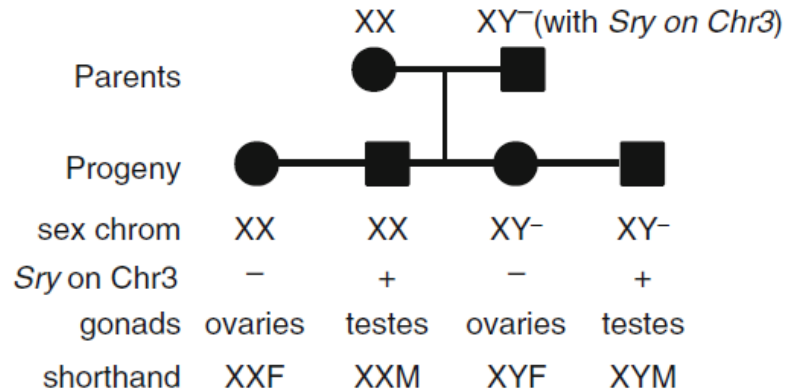 XX XY⁻(with Sry on Chr3)
Parents
Progeny
sex chrom XX XX XY⁻ XY⁻
Sry on Chr3 − + − +
gonads ovaries testes ovaries testes
shorthand XXF XXM XYF XYM